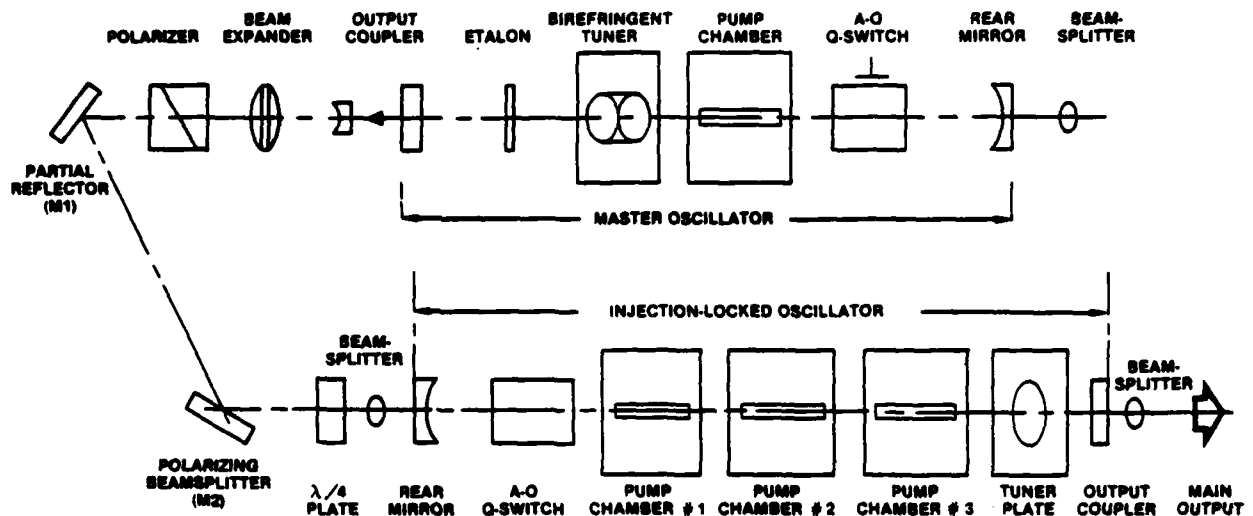 POLARIZER
BEAM
EXPANDER
OUTPUT
COUPLER
ETALON
BIREFRINGENT
TUNER
PUMP
CHAMBER
A-O
Q-SWITCH
REAR
MIRROR
BEAM-
SPLITTER
PARTIAL
REFLECTOR
(M1)
MASTER OSCILLATOR
INJECTION-LOCKED OSCILLATOR
BEAM-
SPLITTER
BEAM-
SPLITTER
POLARIZING
BEAMSPLITTER
(M2)
λ/4
PLATE
REAR
MIRROR
A-O
Q-SWITCH
PUMP
CHAMBER #1
PUMP
CHAMBER #2
PUMP
CHAMBER #3
TUNER
PLATE
OUTPUT
COUPLER
MAIN
OUTPUT